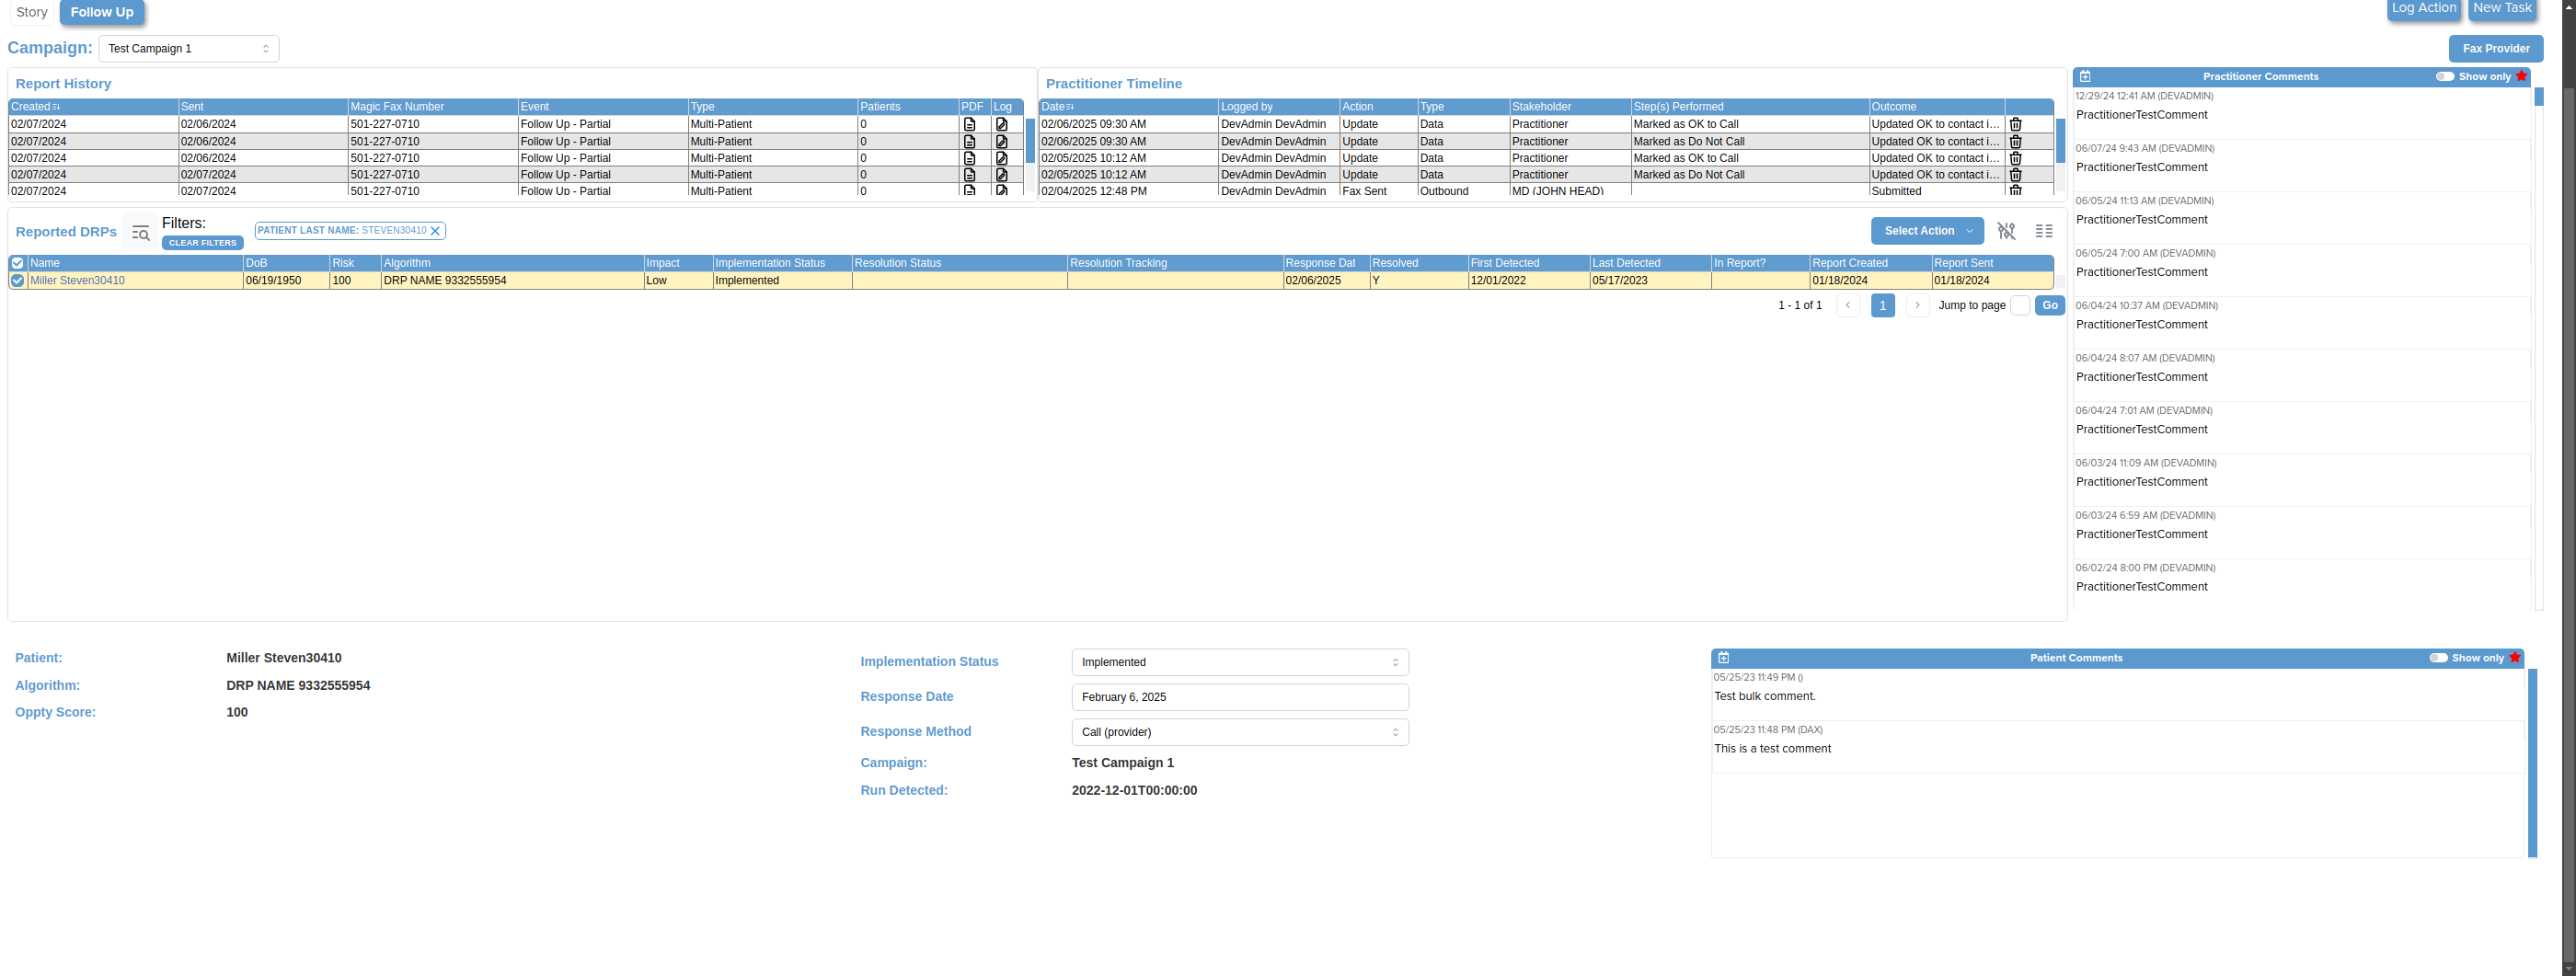 Story Follow Up Log Action New Task
Campaign: Test Campaign 1 Fax Provider
Report History
Created Sent Magic Fax Number Event Type Patients PDF Log
02/07/2024 02/06/2024 501-227-0710 Follow Up - Partial Multi-Patient 0
02/07/2024 02/06/2024 501-227-0710 Follow Up - Partial Multi-Patient 0
02/07/2024 02/06/2024 501-227-0710 Follow Up - Partial Multi-Patient 0
02/07/2024 02/07/2024 501-227-0710 Follow Up - Partial Multi-Patient 0
02/07/2024 02/07/2024 501-227-0710 Follow Up - Partial Multi-Patient 0
Practitioner Timeline
Date Logged by Action Type Stakeholder Step(s) Performed Outcome
02/06/2025 09:30 AM DevAdmin DevAdmin Update Data Practitioner Marked as OK to Call Updated OK to contact i...
02/06/2025 09:30 AM DevAdmin DevAdmin Update Data Practitioner Marked as Do Not Call Updated OK to contact i...
02/05/2025 10:12 AM DevAdmin DevAdmin Update Data Practitioner Marked as OK to Call Updated OK to contact i...
02/05/2025 10:12 AM DevAdmin DevAdmin Update Data Practitioner Marked as Do Not Call Updated OK to contact i...
02/04/2025 12:48 PM DevAdmin DevAdmin Fax Sent Outbound MD (JOHN HEAD) Submitted
Practitioner Comments Show only
12/29/24 12:41 AM (DEVADMIN)
PractitionerTestComment
06/07/24 9:43 AM (DEVADMIN)
PractitionerTestComment
06/05/24 11:13 AM (DEVADMIN)
PractitionerTestComment
06/05/24 7:00 AM (DEVADMIN)
PractitionerTestComment
06/04/24 10:37 AM (DEVADMIN)
PractitionerTestComment
06/04/24 8:07 AM (DEVADMIN)
PractitionerTestComment
06/04/24 7:01 AM (DEVADMIN)
PractitionerTestComment
06/03/24 11:09 AM (DEVADMIN)
PractitionerTestComment
06/03/24 6:59 AM (DEVADMIN)
PractitionerTestComment
06/02/24 8:00 PM (DEVADMIN)
PractitionerTestComment
Reported DRPs Filters:
CLEAR FILTERS
PATIENT LAST NAME: STEVEN30410
Select Action
Name DoB Risk Algorithm Impact Implementation Status Resolution Status Resolution Tracking Response Dat Resolved First Detected Last Detected In Report? Report Created Report Sent
Miller Steven30410 06/19/1950 100 DRP NAME 9332555954 Low Implemented 02/06/2025 Y 12/01/2022 05/17/2023 01/18/2024 01/18/2024
1 - 1 of 1 1 Jump to page Go
Patient: Miller Steven30410
Algorithm: DRP NAME 9332555954
Oppty Score: 100
Implementation Status Implemented
Response Date February 6, 2025
Response Method Call (provider)
Campaign: Test Campaign 1
Run Detected: 2022-12-01T00:00:00
Patient Comments Show only
05/25/23 11:49 PM ()
Test bulk comment.
05/25/23 11:48 PM (DAX)
This is a test comment